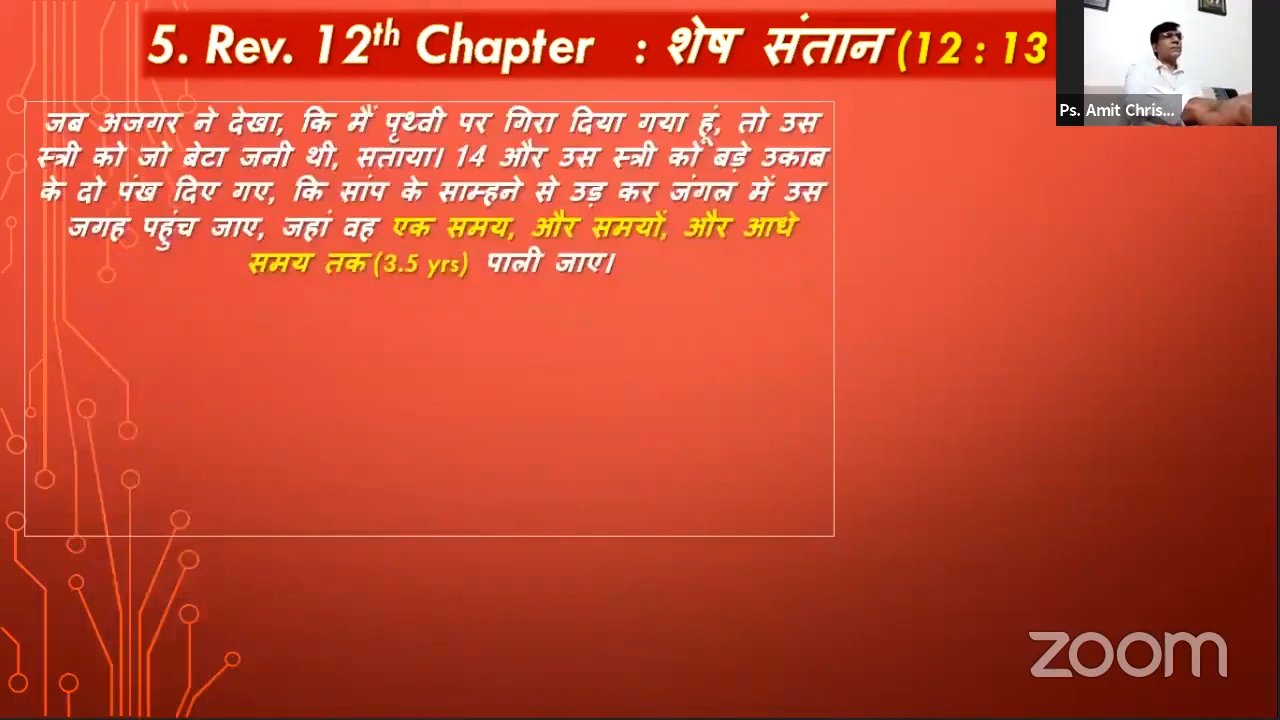 5. Rev. 12th Chapter : शेष संतान (12 : 13
Ps. Amit Chris...
जब अजगर ने देखा, कि मैं पृथ्वी पर गिरा दिया गया हूं, तो उस
स्त्री को जो बेटा जनी थी, सताया। 14 और उस स्त्री को बड़े उकाब
के दो पंख दिए गए, कि सांप के साम्हने से उड़ कर जंगल में उस
जगह पहुंच जाए, जहां वह एक समय, और समयों, और आधे
समय तक (3.5 yrs) पाली जाए।
zoom